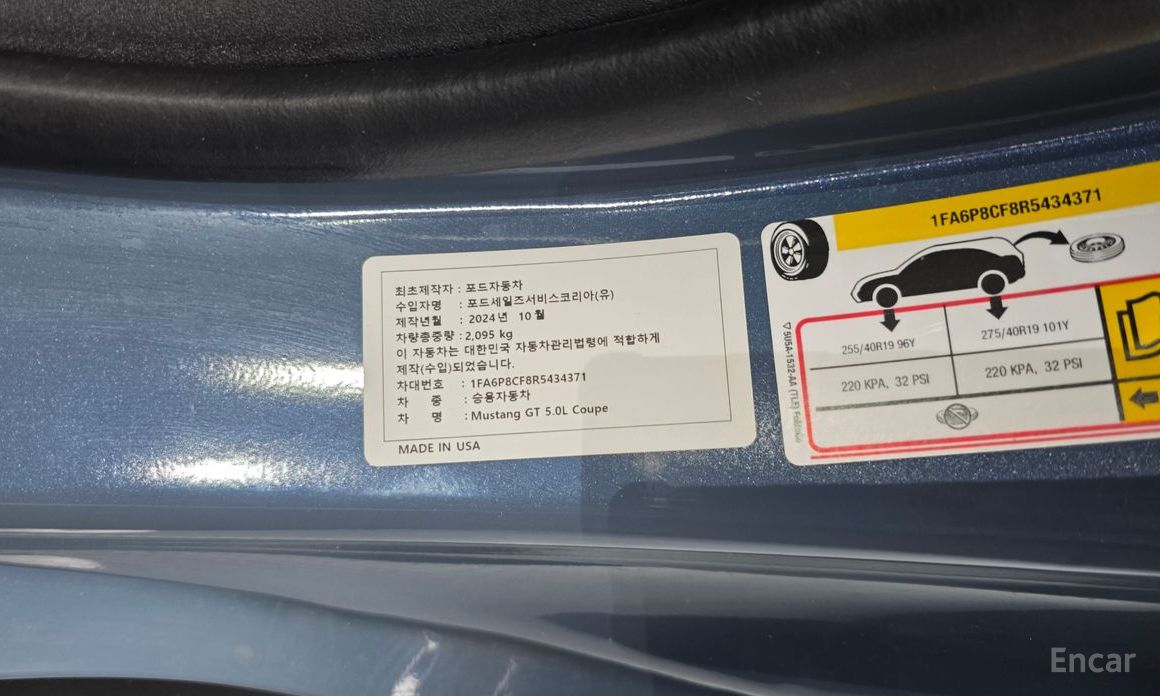 최초제작자 : 포드자동차
수입자명 : 포드세일즈서비스코리아(유)
제작년월 : 2024년 10월
차량총중량 : 2,095 kg
이 자동차는 대한민국 자동차관리법령에 적합하게
제작(수입)되었습니다.
차대번호 : 1FA6P8CF8R5434371
차 종 : 승용자동차
차 명 : Mustang GT 5.0L Coupe
MADE IN USA
1FA6P8CF8R5434371
255/40R19 96Y
275/40R19 101Y
220 KPA, 32 PSI
220 KPA, 32 PSI
5U5A-1532-AA (TLF)
Encar